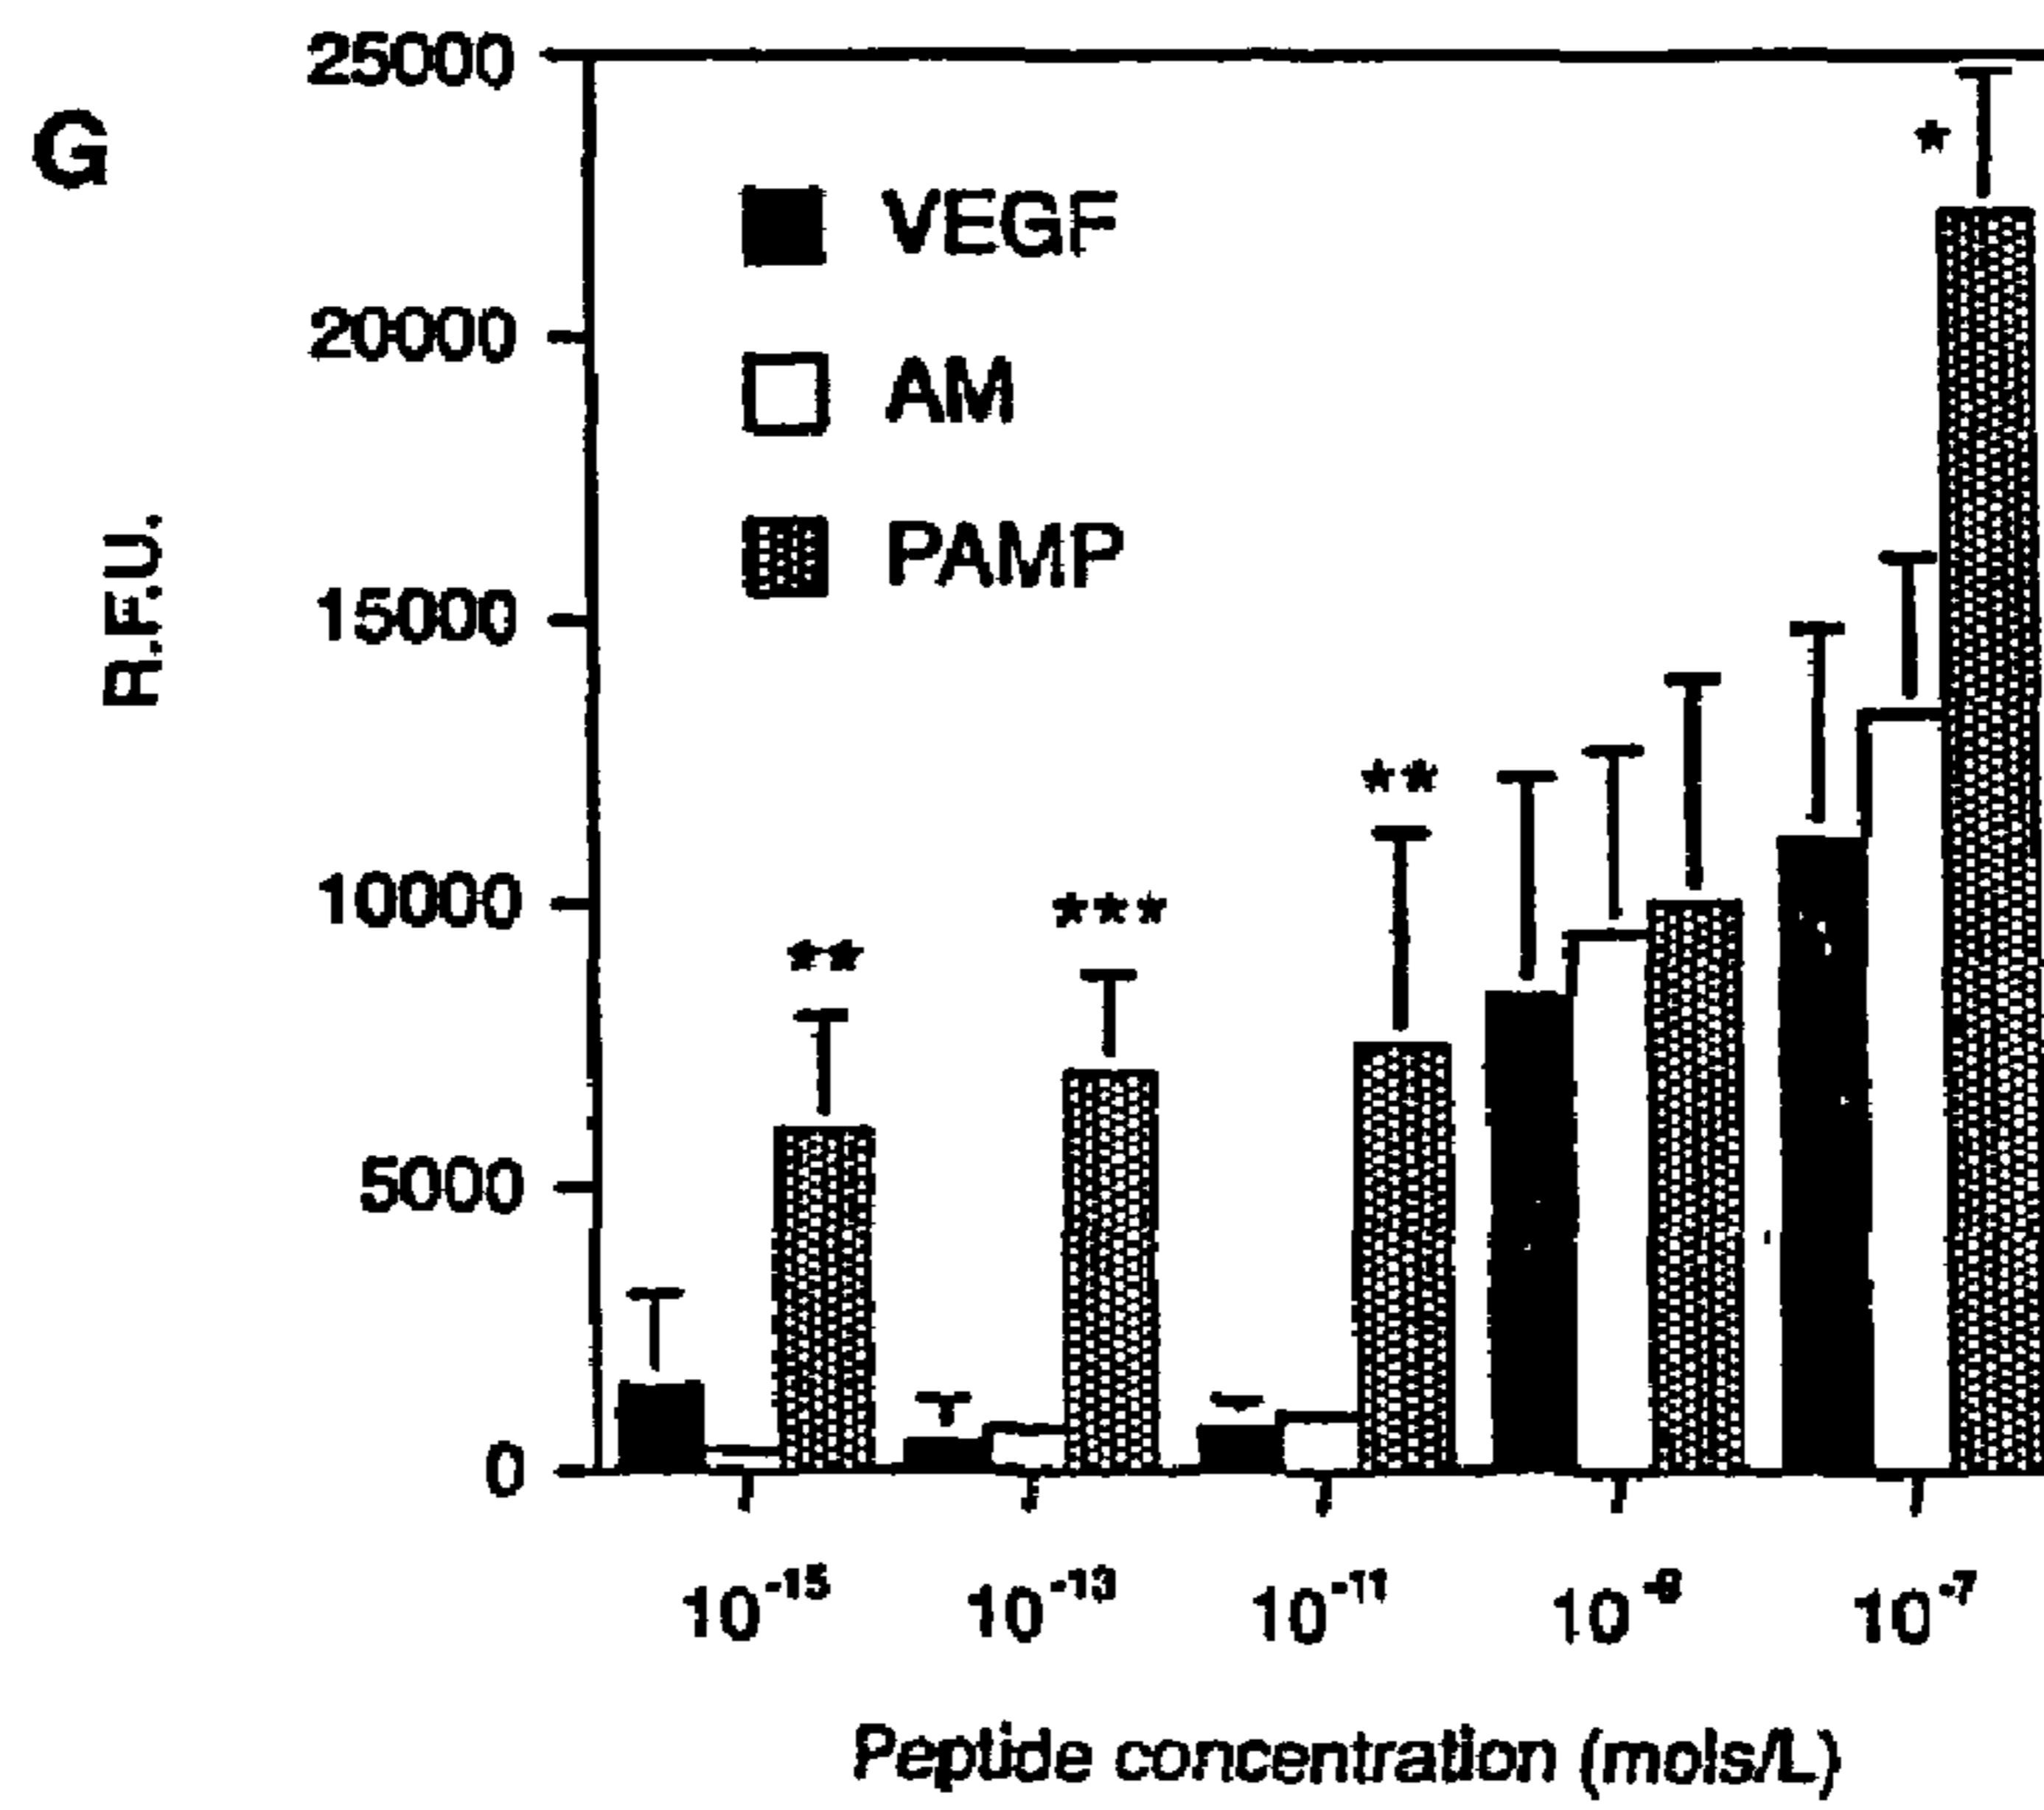 G
25000
20000
15000
10000
5000
0
R.F.U.
VEGF
AM
PAMP
**
***
**
*
10-15
10-13
10-11
10-9
10-7
Peptide concentration (mols/L)